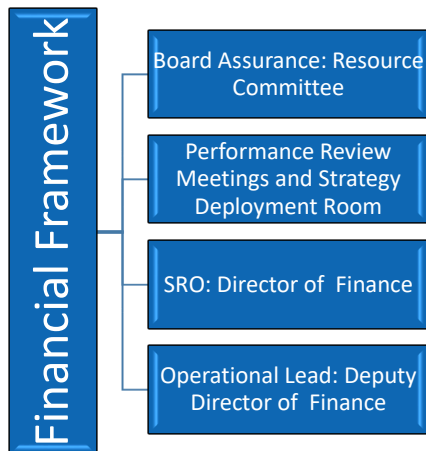 Financial Framework
Board Assurance: Resource
Committee
Performance Review
Meetings and Strategy
Deployment Room
SRO: Director of  Finance
Operational Lead: Deputy
Director of  Finance